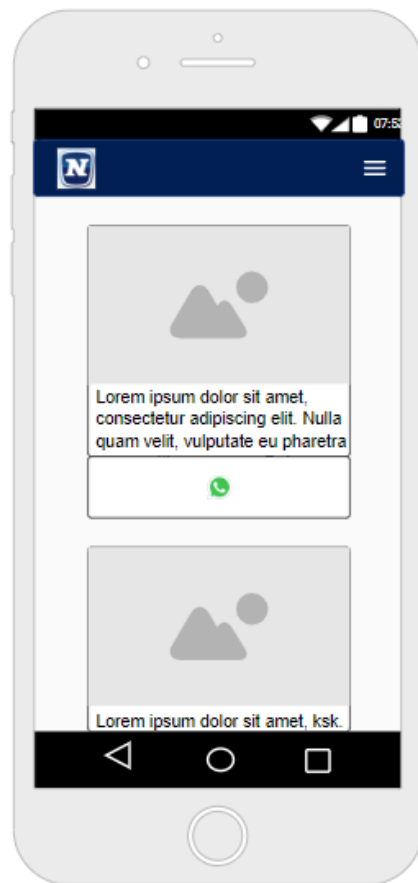 07:52
N
Lorem ipsum dolor sit amet,
consectetur adipiscing elit. Nulla
quam velit, vulputate eu pharetra
Lorem ipsum dolor sit amet, ksk.